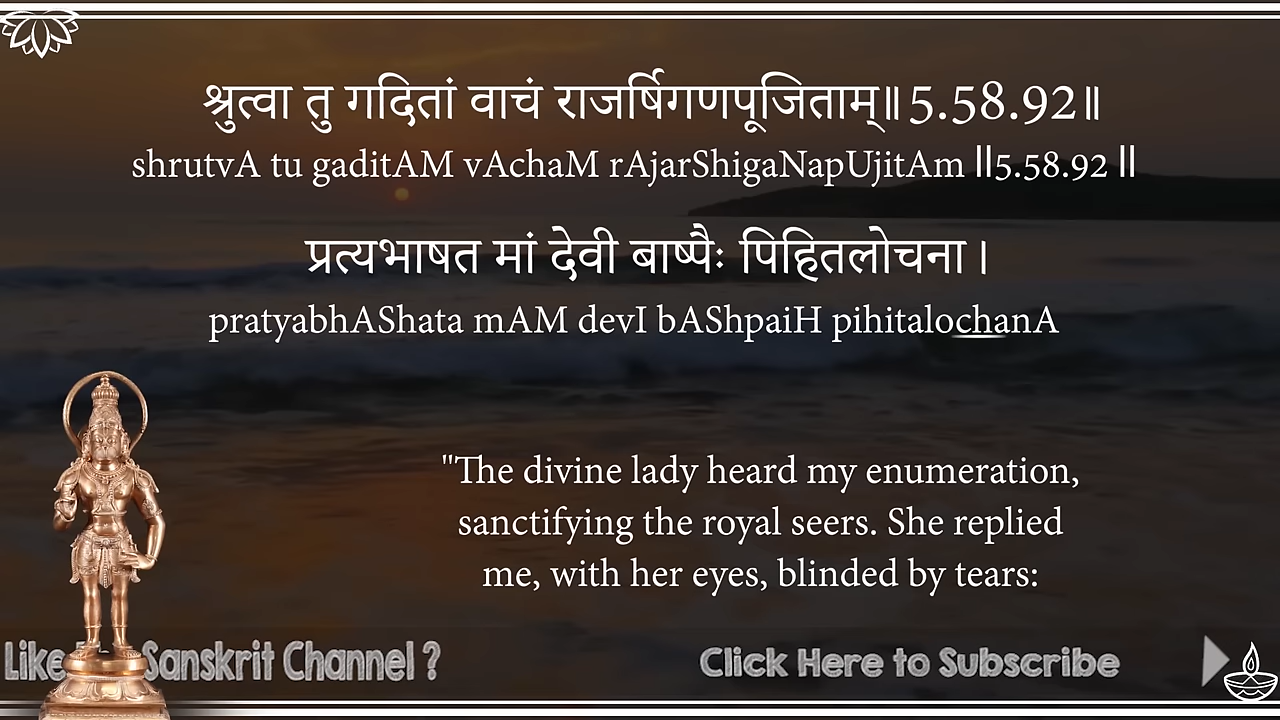 श्रुत्वा तु गदितां वाचं राजर्षिगणपूजिताम्॥ 5.58.92॥
shrutvA tu gaditAM vAchaM rAjarShigaNapUjitAm ॥5.58.92 ॥
प्रत्यभाषत मां देवी बाष्पैः पिहितलोचना ।
pratyabhAShata mAM devI bAShpaiH pihitalochanA
"The divine lady heard my enumeration,
sanctifying the royal seers. She replied
me, with her eyes, blinded by tears:
Like Sanskrit Channel ?
Click Here to Subscribe